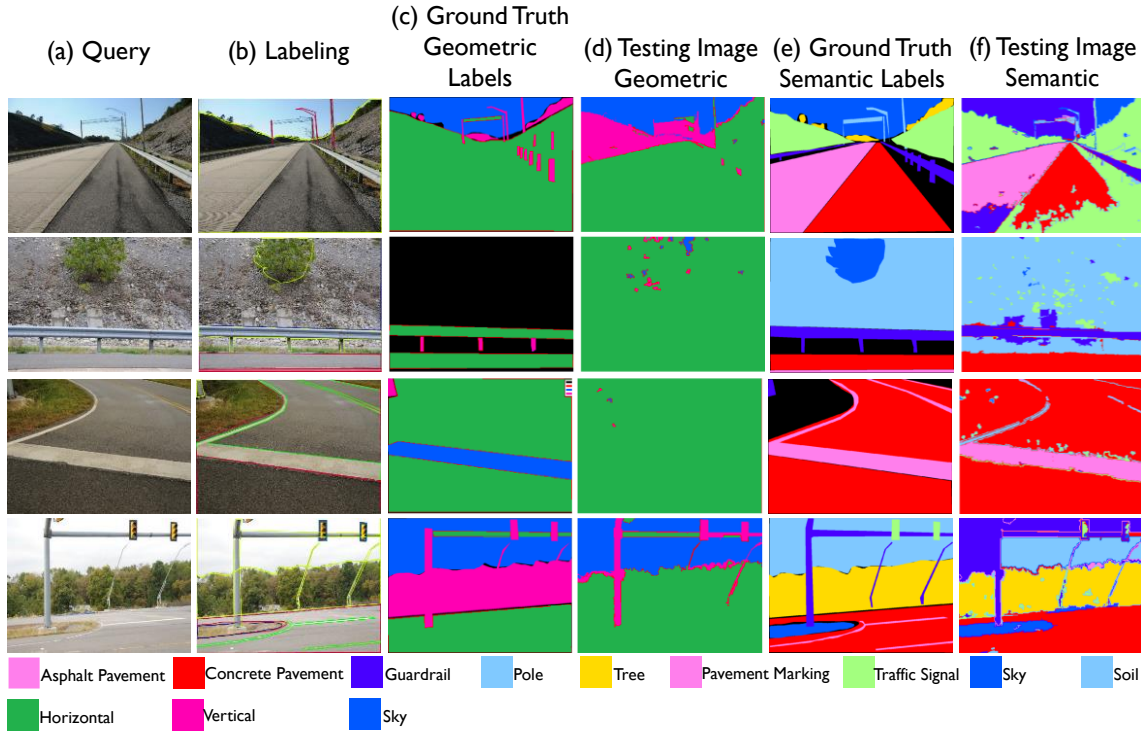 (a) Query
(b) Labeling
(c) Ground Truth
Geometric
Labels
(d) Testing Image
Geometric
(e) Ground Truth
Semantic Labels
(f) Testing Image
Semantic
Asphalt Pavement
Concrete Pavement
Guardrail
Pole
Tree
Pavement Marking
Traffic Signal
Sky
Soil
Horizontal
Vertical
Sky